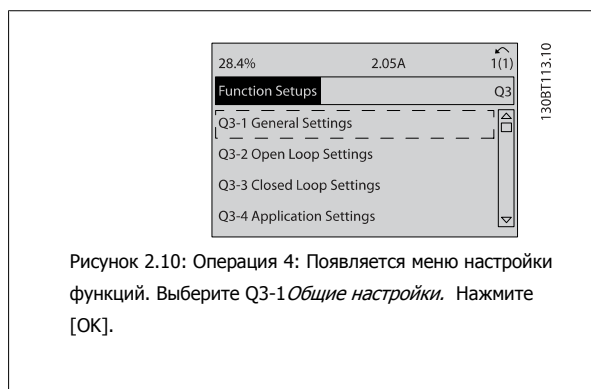 28.4% 2.05A 1(1)
Function Setups Q3
Q3-1 General Settings
Q3-2 Open Loop Settings
Q3-3 Closed Loop Settings
Q3-4 Application Settings
130BT113.10
Рисунок 2.10: Операция 4: Появляется меню настройки
функций. Выберите Q3-1Общие настройки. Нажмите
[OK].